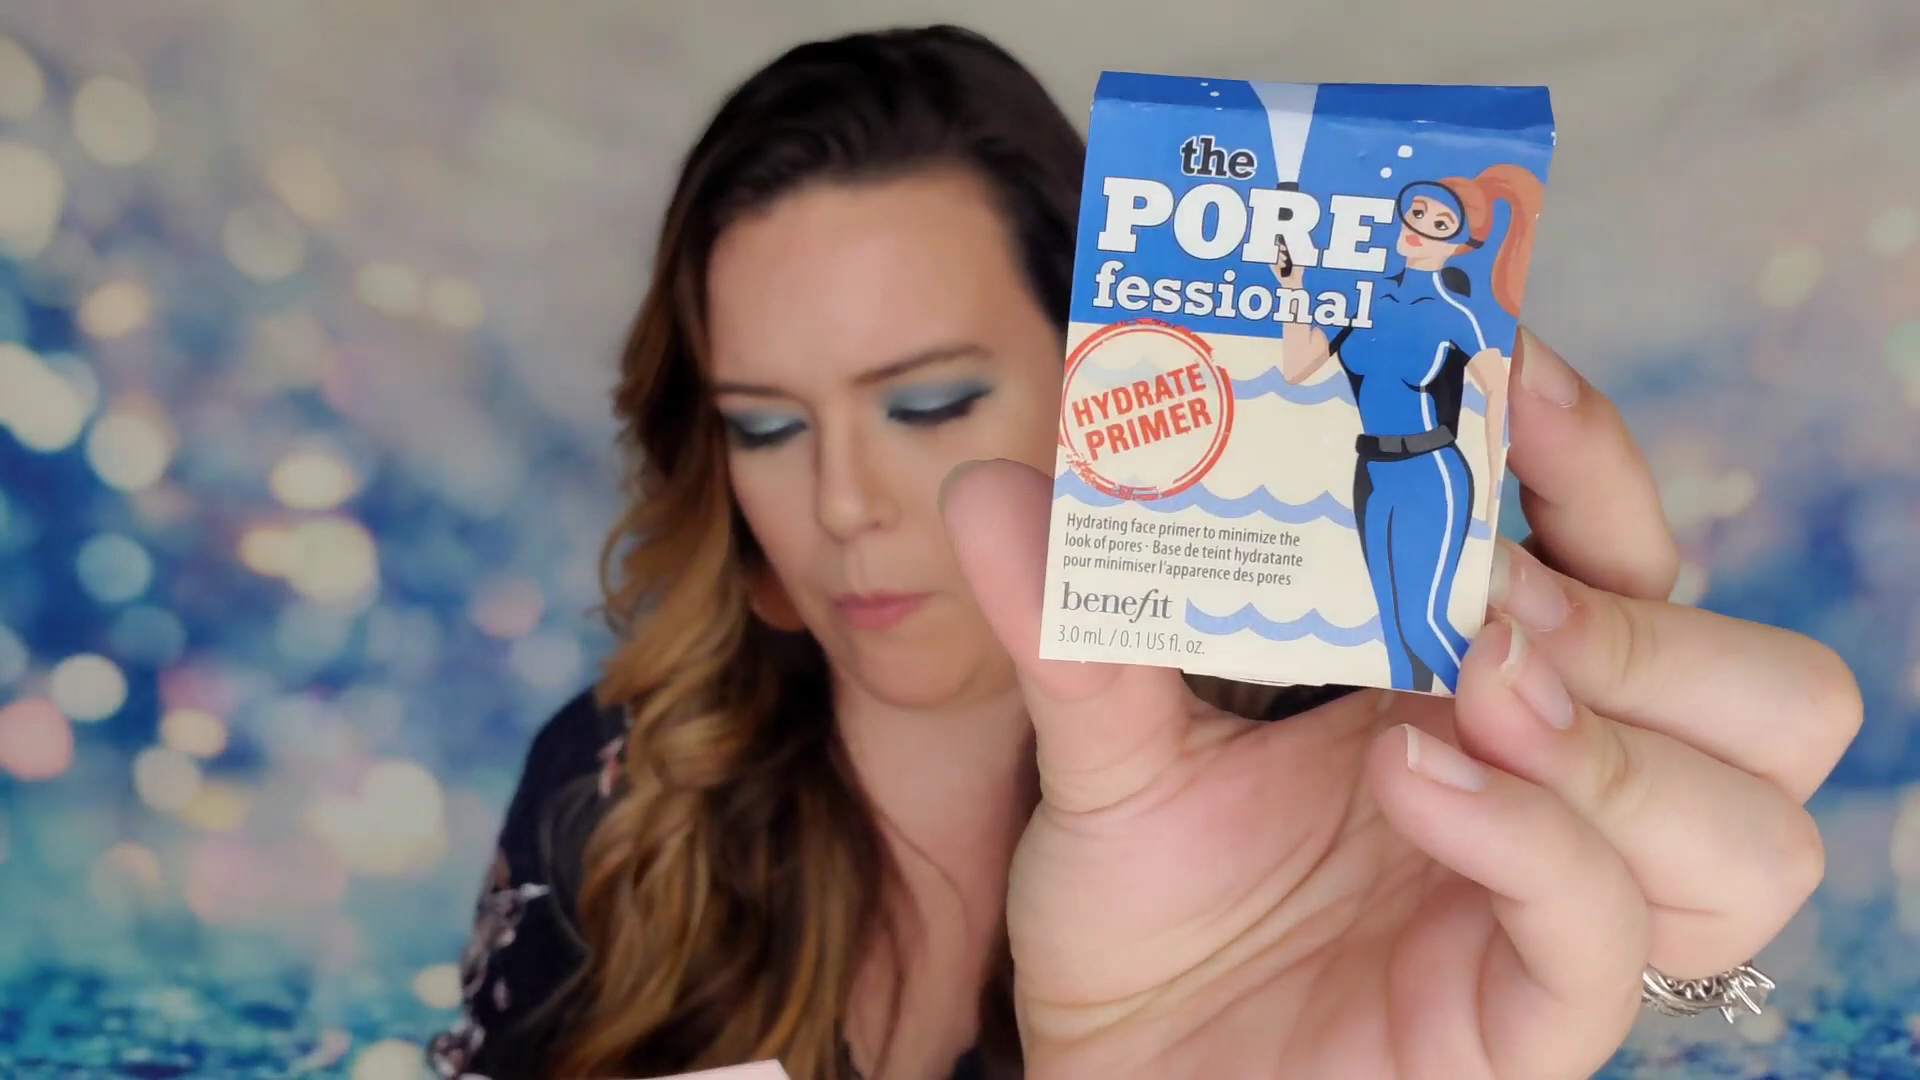 the
PORE
fessional
HYDRATE
PRIMER
Hydrating face primer to minimize the
look of pores · Base de teint hydratante
pour minimiser l'apparence des pores
benefit
3.0 mL / 0.1 US fl. oz.